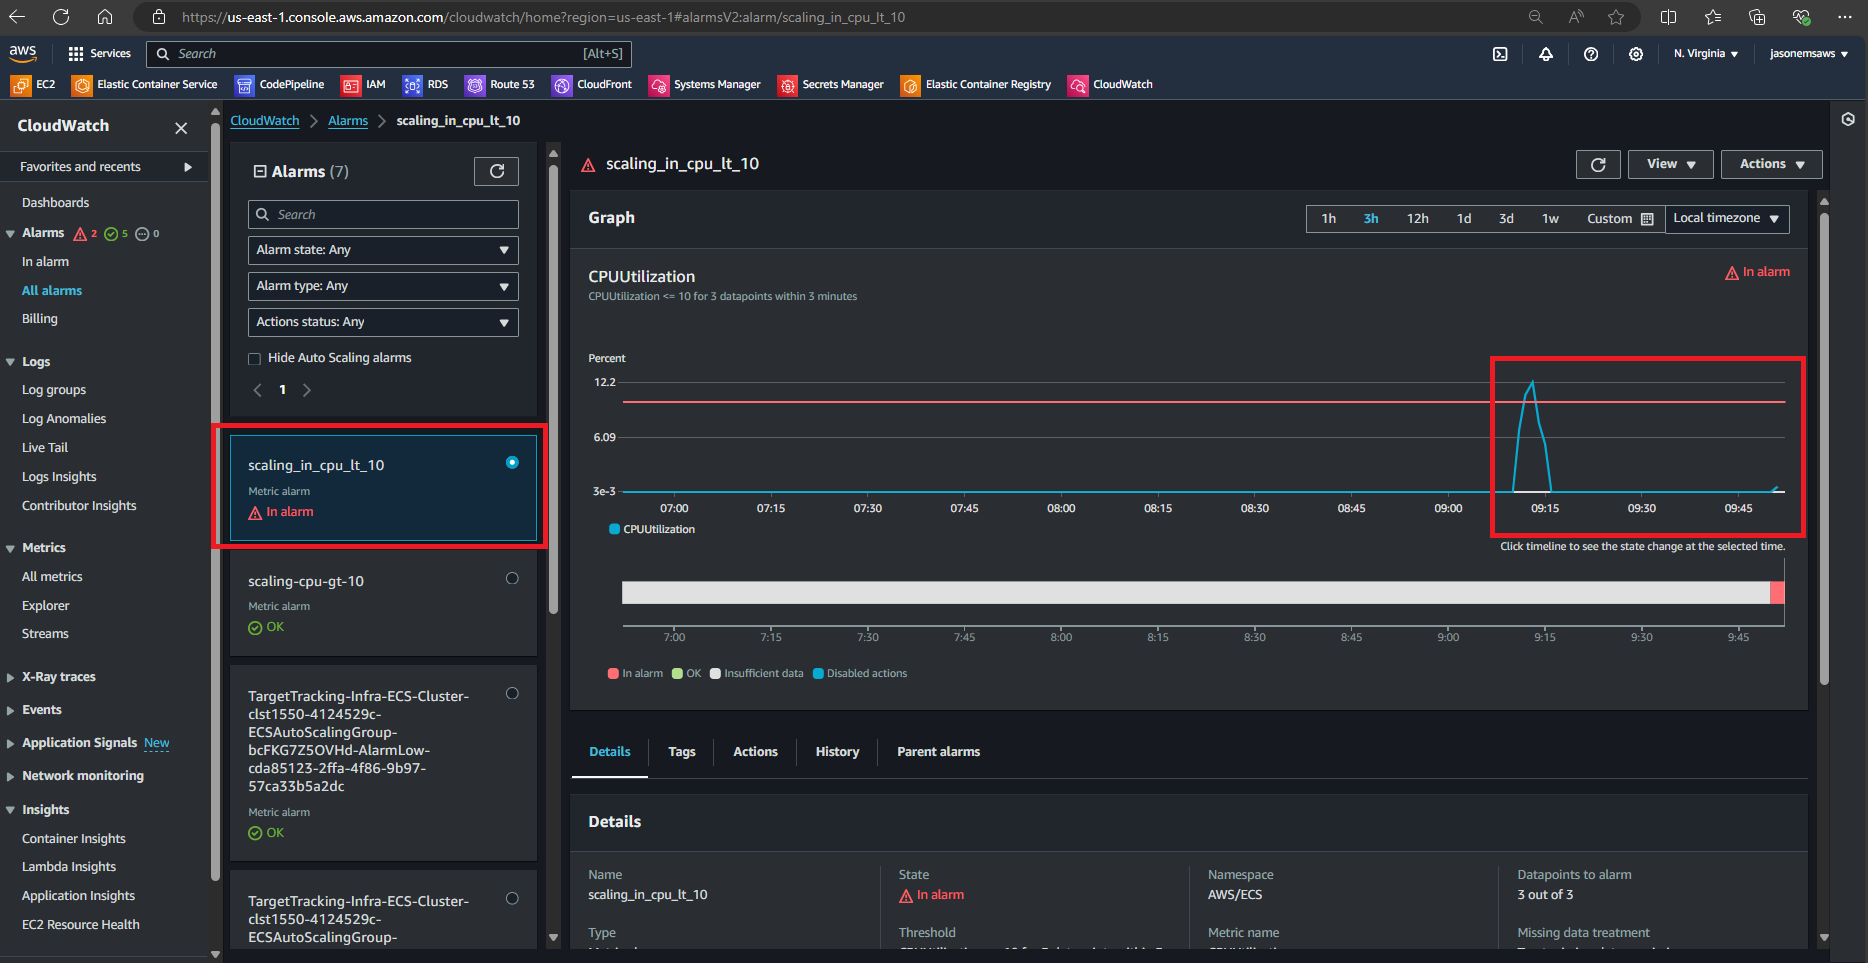 https://us-east-1.console.aws.amazon.com/cloudwatch/home?region=us-east-1#alarmsV2:alarm/scaling_in_cpu_lt_10
aws
Services
Search
[Alt+S]
N. Virginia
jasonemsaws
EC2
Elastic Container Service
CodePipeline
IAM
RDS
Route 53
CloudFront
Systems Manager
Secrets Manager
Elastic Container Registry
CloudWatch
CloudWatch
Favorites and recents
Dashboards
Alarms 2 5 0
In alarm
All alarms
Billing
Logs
Log groups
Log Anomalies
Live Tail
Logs Insights
Contributor Insights
Metrics
All metrics
Explorer
Streams
X-Ray traces
Events
Application Signals New
Network monitoring
Insights
Container Insights
Lambda Insights
Application Insights
EC2 Resource Health
CloudWatch
Alarms
scaling_in_cpu_lt_10
Alarms (7)
Search
Alarm state: Any
Alarm type: Any
Actions status: Any
Hide Auto Scaling alarms
1
scaling_in_cpu_lt_10
Metric alarm
In alarm
scaling-cpu-gt-10
Metric alarm
OK
TargetTracking-Infra-ECS-Cluster-
clst1550-4124529c-
ECSAutoScalingGroup-
bcFKG7Z5OVHd-AlarmLow-
cda85123-2ffa-4f86-9b97-
57ca33b5a2dc
Metric alarm
OK
TargetTracking-Infra-ECS-Cluster-
clst1550-4124529c-
ECSAutoScalingGroup-
scaling_in_cpu_lt_10
View
Actions
Graph
1h 3h 12h 1d 3d 1w Custom
Local timezone
CPUUtilization
In alarm
CPUUtilization <= 10 for 3 datapoints within 3 minutes
Percent
12.2
6.09
3e-3
07:00 07:15 07:30 07:45 08:00 08:15 08:30 08:45 09:00 09:15 09:30 09:45
CPUUtilization
Click timeline to see the state change at the selected time.
7:00 7:15 7:30 7:45 8:00 8:15 8:30 8:45 9:00 9:15 9:30 9:45
In alarm OK Insufficient data Disabled actions
Details
Tags
Actions
History
Parent alarms
Details
Name
scaling_in_cpu_lt_10
State
In alarm
Namespace
AWS/ECS
Datapoints to alarm
3 out of 3
Type
Threshold
Metric name
Missing data treatment